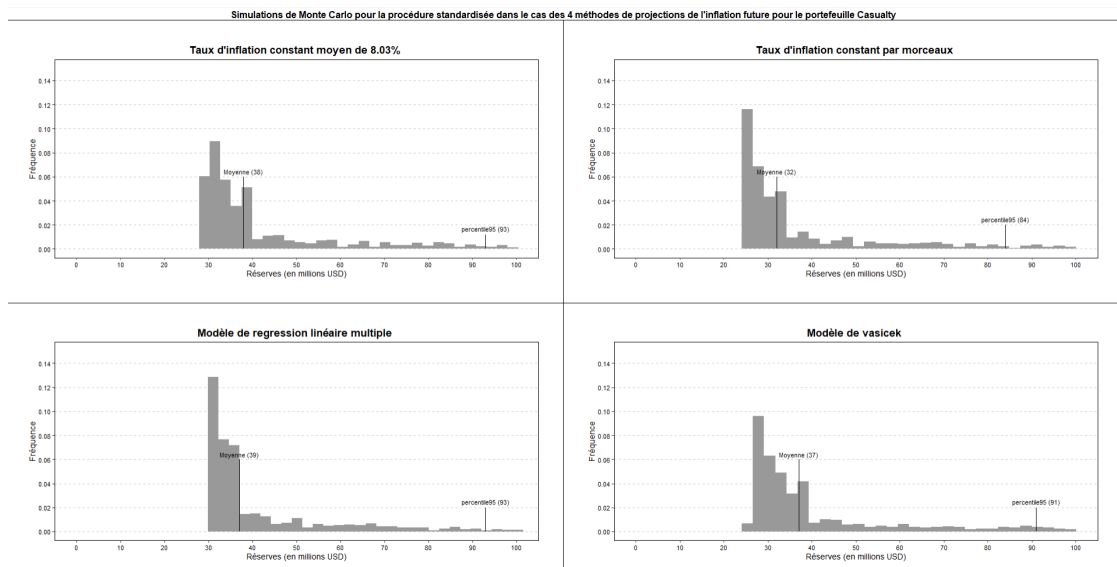 Simulations de Monte Carlo pour la procédure standardisée dans le cas des 4 méthodes de projections de l'inflation future pour le portefeuille Casualty
Taux d'inflation constant moyen de 8.03%
0.14
0.12
0.10
0.08
0.06
0.04
0.02
0.00
Fréquence
Moyenne (38)
percentile95 (93)
0 10 20 30 40 50 60 70 80 90 100
Réserves (en millions USD)
Taux d'inflation constant par morceaux
0.14
0.12
0.10
0.08
0.06
0.04
0.02
0.00
Fréquence
Moyenne (32)
percentile95 (84)
0 10 20 30 40 50 60 70 80 90 100
Réserves (en millions USD)
Modèle de regression linéaire multiple
0.14
0.12
0.10
0.08
0.06
0.04
0.02
0.00
Fréquence
Moyenne (39)
percentile95 (93)
0 10 20 30 40 50 60 70 80 90 100
Réserves (en millions USD)
Modèle de vasicek
0.14
0.12
0.10
0.08
0.06
0.04
0.02
0.00
Fréquence
Moyenne (37)
percentile95 (91)
0 10 20 30 40 50 60 70 80 90 100
Réserves (en millions USD)